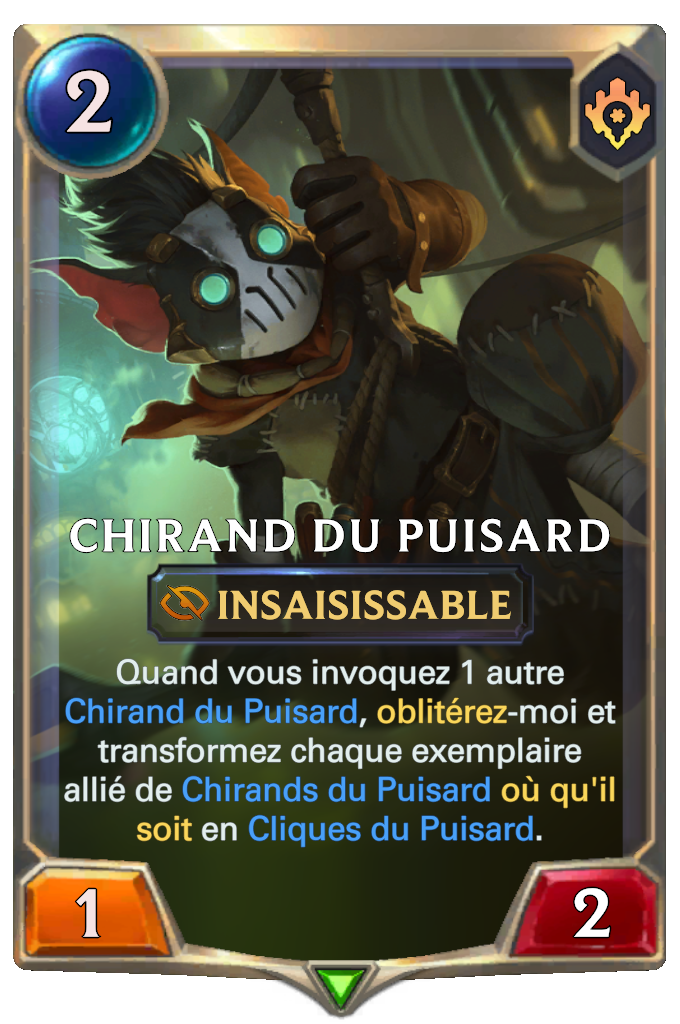 2
CHIRAND DU PUISARD
INSAISISSABLE
Quand vous invoquez 1 autre
Chirand du Puisard, oblitérez-moi et
transformez chaque exemplaire
allié de Chirands du Puisard où qu'il
soit en Cliques du Puisard.
1
2